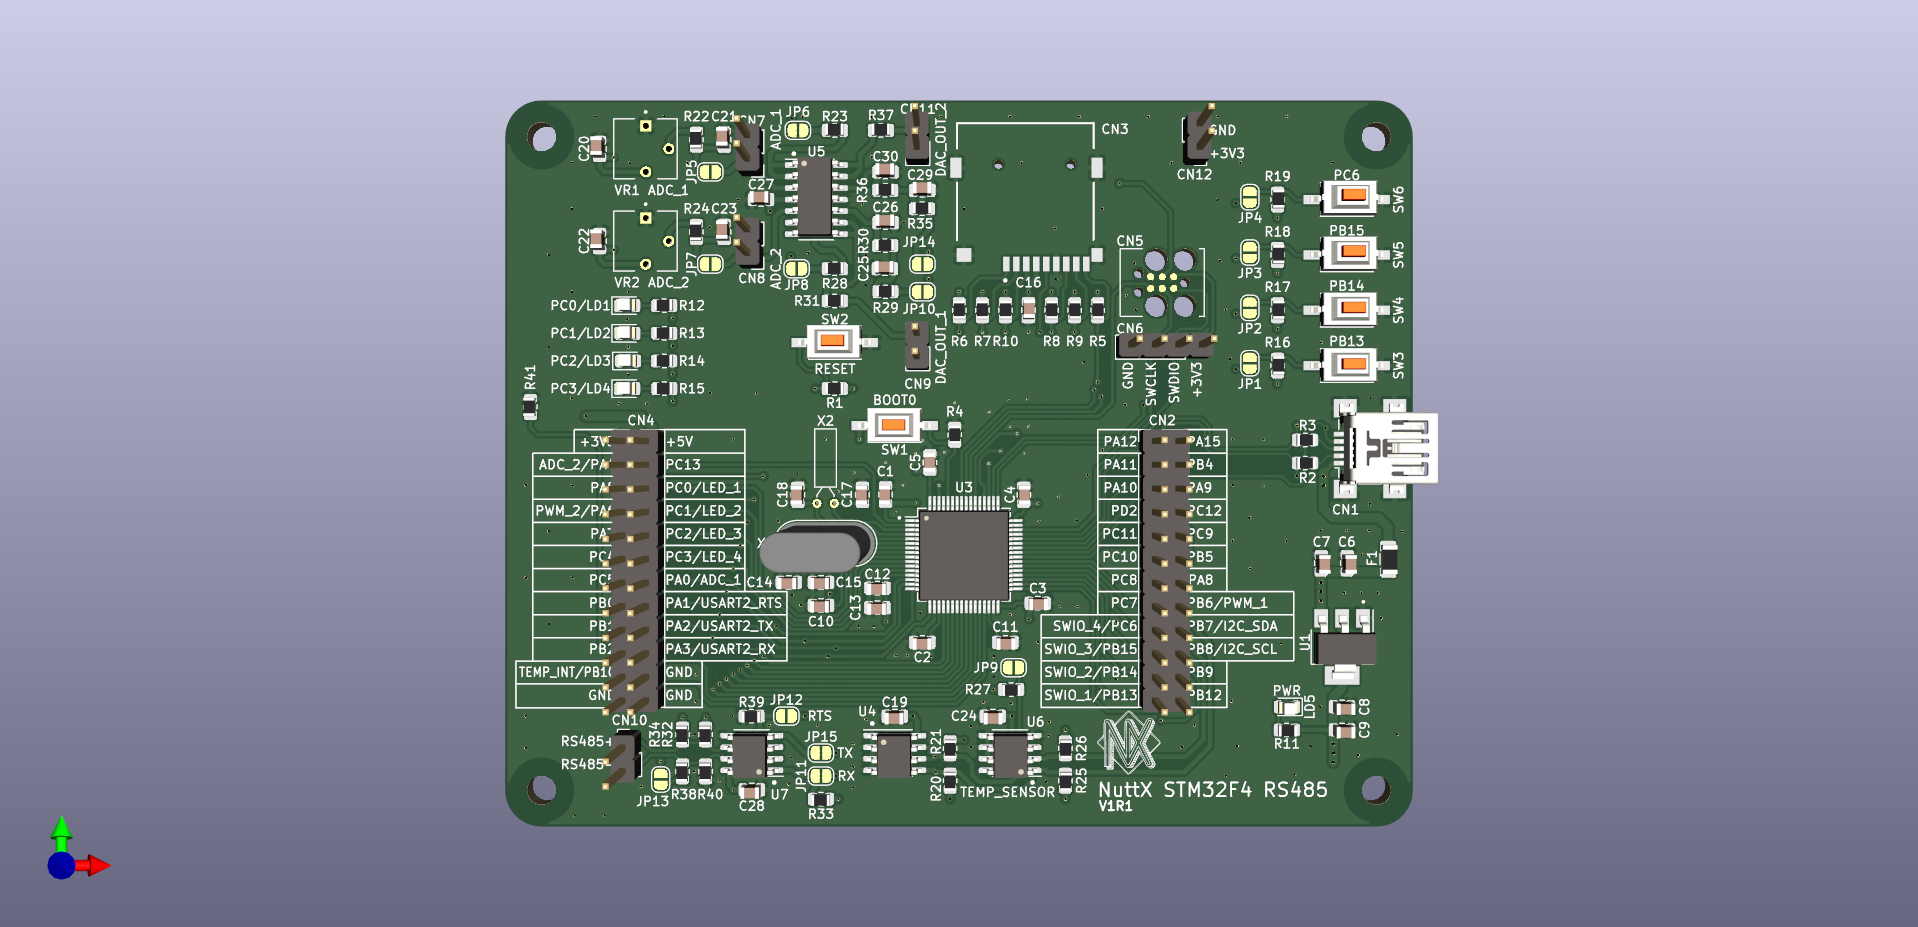 R22 C21 CN7 ADC_1 JP6 R23 R37 DAC_OUT_2 CN3
GND
+3V3
CN12
C20 JP5 VR1 ADC_1 U5 C30 C29 R36 R35
C27 C26 R30 JP14
R24 C23 C22 JP7 VR2 ADC_2 CN8 ADC_2 JP8 R28 C25 R29 JP10
R31
R19 PC6 SW6 JP4
R18 PB15 SW5 JP3
R17 PB14 SW4 JP2
R16 PB13 SW3 JP1
CN5
CN6
GND SWCLK SWDIO +3V3
C16
R6 R7 R10 R8 R9 R5
PC0/LD1 R12
PC1/LD2 R13
PC2/LD3 R14
PC3/LD4 R15
SW2
RESET
R1
DAC_OUT_1
CN9
R41
BOOT0
SW1
R4
C5
X2
C18 C17 C1
U3
C4
CN4
+5V
PC13
PC0/LED_1
PWM_2/PA6 PC1/LED_2
PC2/LED_3
PC4 PC3/LED_4
PC5 PA0/ADC_1
PB0 PA1/USART2_RTS
PB1 PA2/USART2_TX
PB2 PA3/USART2_RX
TEMP_INT/PB10 GND
GND GND
CN2
PA12 PA15
PA11 PB4
PA10 PA9
PD2 PC12
PC11 PC9
PC10 PB5
PC8 PA8
PC7 PB6/PWM_1
SWIO_4/PC6 PB7/I2C_SDA
SWIO_3/PB15 PB8/I2C_SCL
SWIO_2/PB14 PB9
SWIO_1/PB13 PB12
R3
R2
CN1
C7 C6 F1
U1
PWR
LD5
R11
C8
C9
C14 C15 C12
C10 C13
C3
C2 C11
JP9
R27
CN10
RS485+
RS485-
R34 R32 R39 JP12 RTS
JP15 TX
JP11 RX
JP13 R38 R40 C28 U7 R33
U4 C19 R21 R20
C24 U6 R26 R25
TEMP_SENSOR
NX
NuttX STM32F4 RS485
V1R1